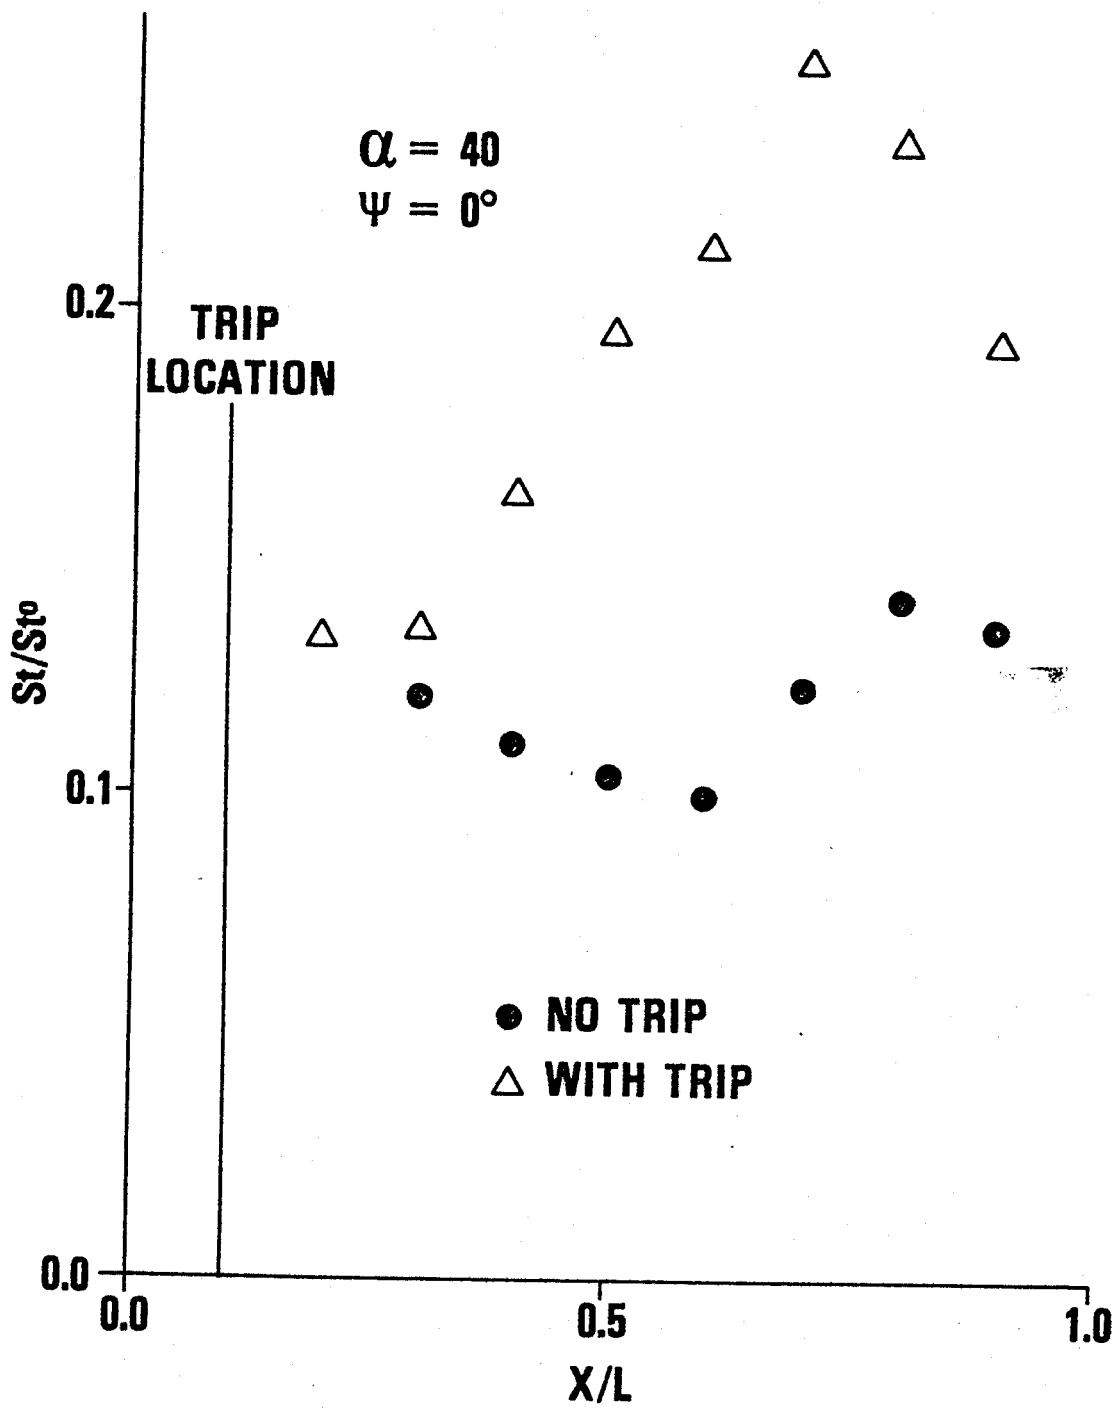 α = 40
Ψ = 0°
0.2
TRIP
LOCATION
St/St⁰
0.1
NO TRIP
WITH TRIP
0.0
0.0
0.5
1.0
X/L